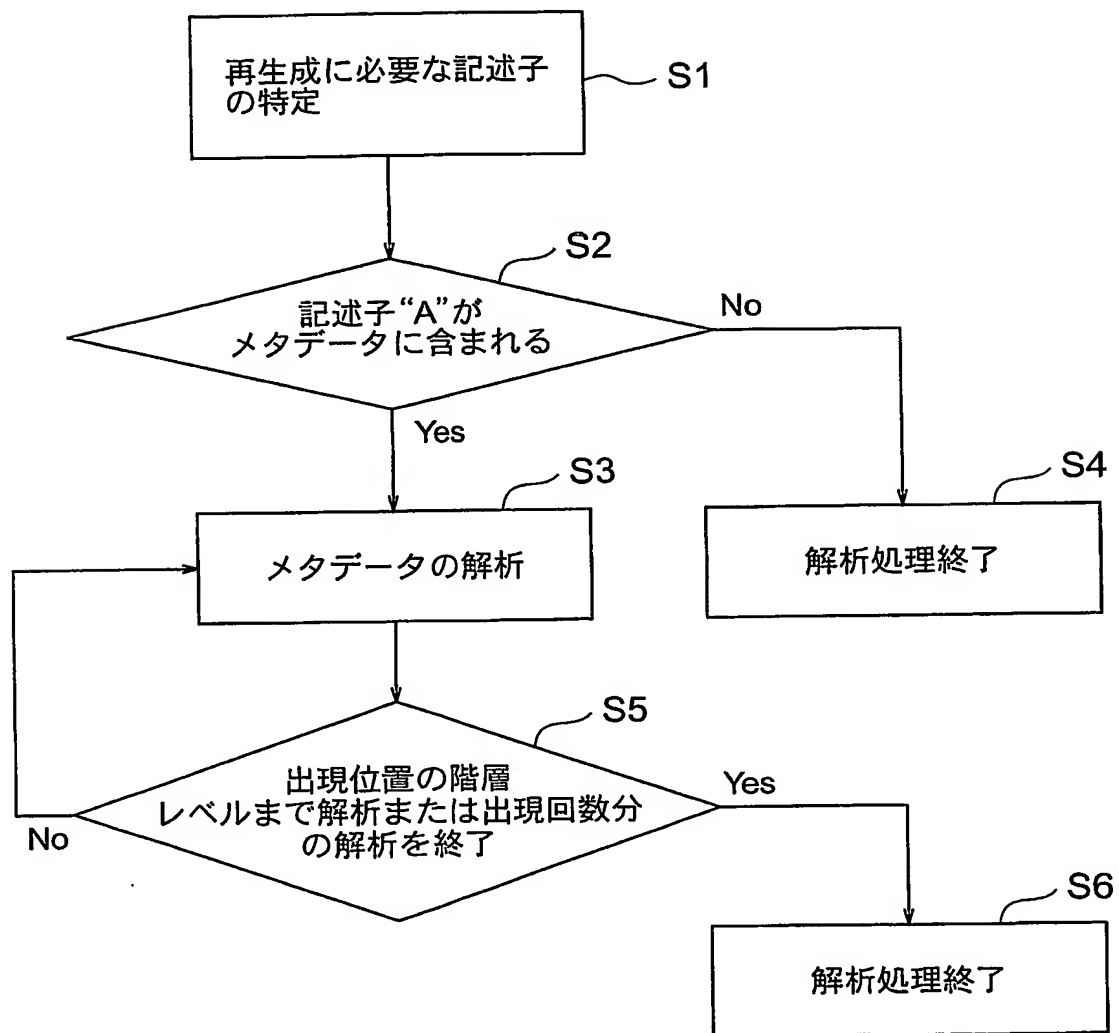 再生成に必要な記述子
の特定
S1
S2
記述子“A”が
メタデータに含まれる
No
Yes
S3
メタデータの解析
S4
解析処理終了
S5
出現位置の階層
レベルまで解析または出現回数分
の解析を終了
No
Yes
S6
解析処理終了